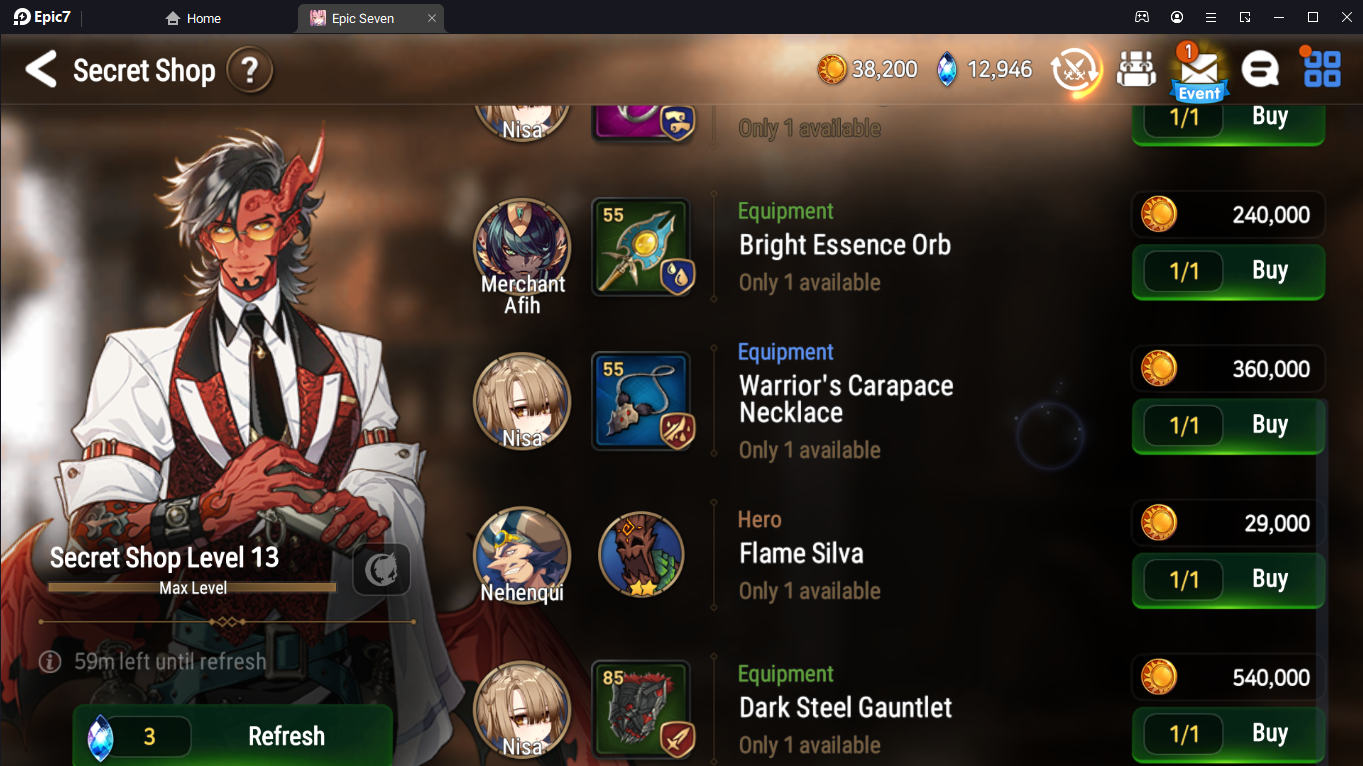 Epic7
Home
Epic Seven
Secret Shop
?
38,200
12,946
1
Event
Nisa
Only 1 available
1/1
Buy
Merchant
Afih
55
Equipment
Bright Essence Orb
Only 1 available
240,000
1/1
Buy
Nisa
55
Equipment
Warrior's Carapace
Necklace
Only 1 available
360,000
1/1
Buy
Nehenqui
Hero
Flame Silva
Only 1 available
29,000
1/1
Buy
Nisa
85
Equipment
Dark Steel Gauntlet
Only 1 available
540,000
1/1
Buy
Secret Shop Level 13
Max Level
59m left until refresh
3
Refresh